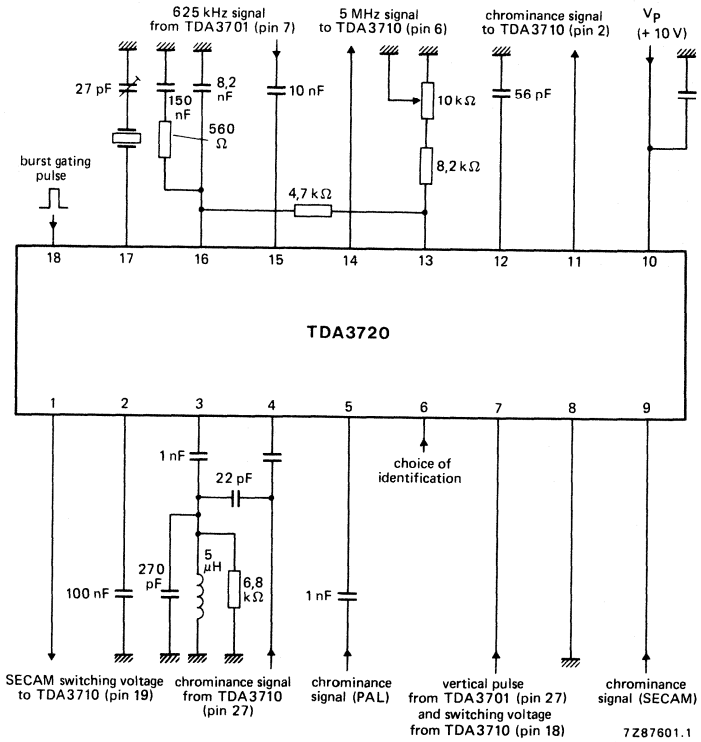 625 kHz signal
from TDA3701 (pin 7)
5 MHz signal
to TDA3710 (pin 6)
chrominance signal
to TDA3710 (pin 2)
VP
(+ 10 V)
27 pF
150
nF
8,2
nF
10 nF
10 kΩ
56 pF
560
Ω
8,2 kΩ
burst gating
pulse
4,7 kΩ
18
17
16
15
14
13
12
11
10
TDA3720
1
2
3
4
5
6
7
8
9
1 nF
22 pF
choice of
identification
270
pF
5
μH
6,8
kΩ
100 nF
1 nF
SECAM switching voltage
to TDA3710 (pin 19)
chrominance signal
from TDA3710
(pin 27)
chrominance
signal (PAL)
vertical pulse
from TDA3701 (pin 27)
and switching voltage
from TDA3710 (pin 18)
chrominance
signal (SECAM)
7Z87601.1